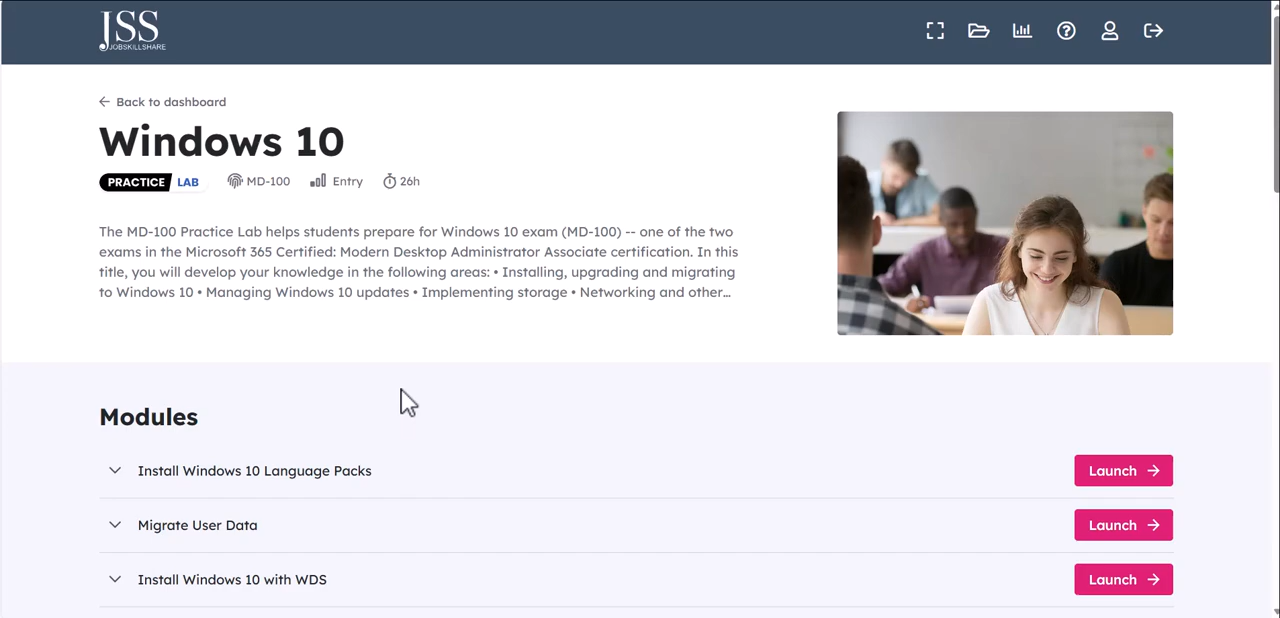 JSS
JOBSKILLSHARE
Back to dashboard
Windows 10
PRACTICE LAB MD-100 Entry 26h
The MD-100 Practice Lab helps students prepare for Windows 10 exam (MD-100) -- one of the two
exams in the Microsoft 365 Certified: Modern Desktop Administrator Associate certification. In this
title, you will develop your knowledge in the following areas: • Installing, upgrading and migrating
to Windows 10 • Managing Windows 10 updates • Implementing storage • Networking and other...
Modules
Install Windows 10 Language Packs Launch
Migrate User Data Launch
Install Windows 10 with WDS Launch